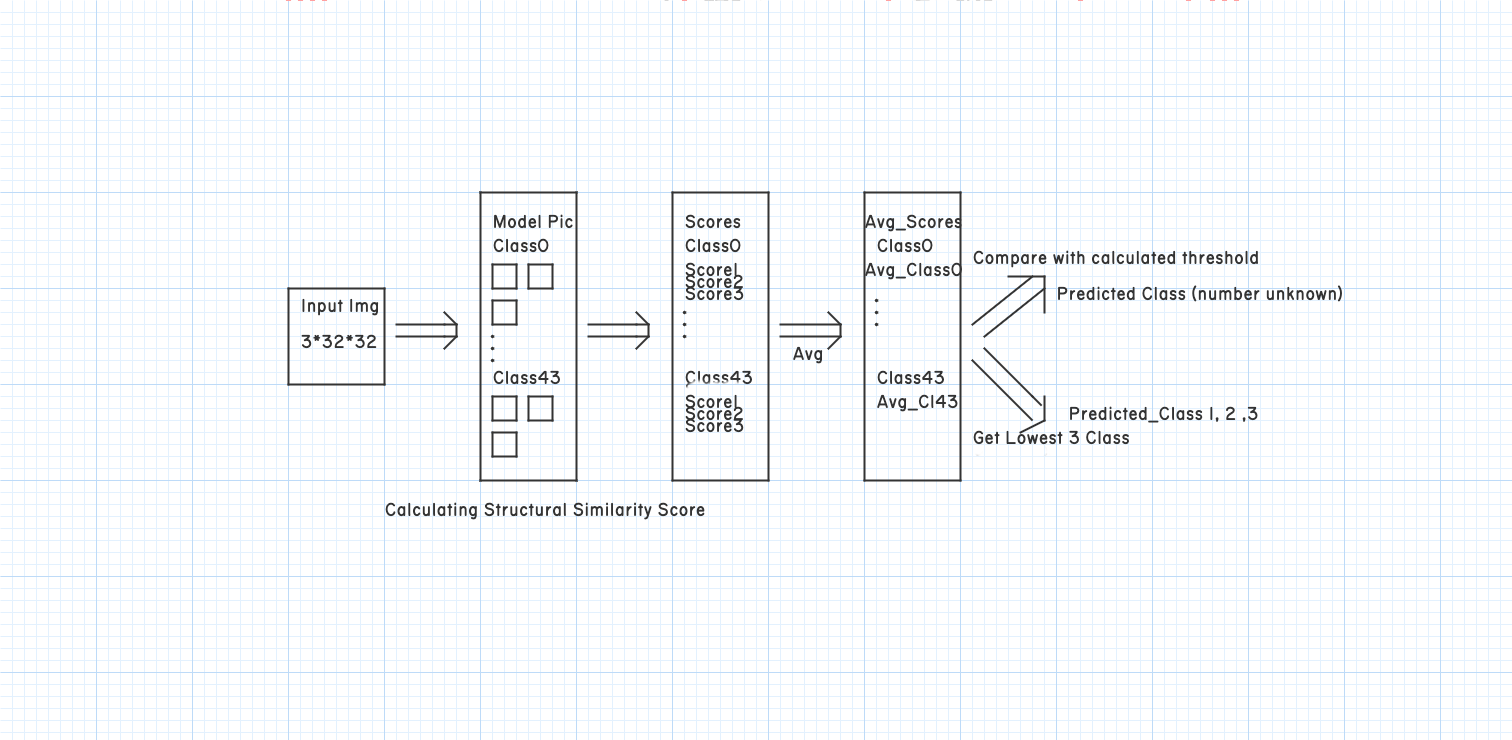 Input Img
3*32*32
Model Pic
Class0
Class43
Calculating Structural Similarity Score
Scores
Class0
Score1
Score2
Score3
Class43
Score1
Score2
Score3
Avg
Avg_Scores
Class0
Avg_Class0
Class43
Avg_Cl43
Compare with calculated threshold
Predicted Class (number unknown)
Predicted_Class 1, 2 ,3
Get Lowest 3 Class